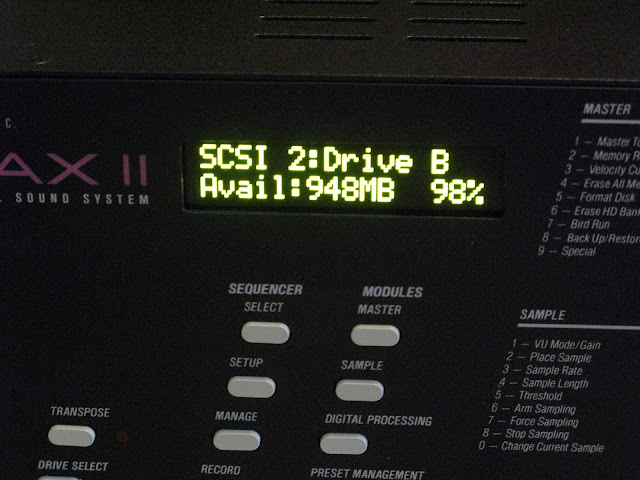 C.
AX II
SOUND SYSTEM
SCSI 2:Drive B
Avail:948MB 98%
SEQUENCER
SELECT
SETUP
MANAGE
RECORD
MODULES
MASTER
SAMPLE
DIGITAL PROCESSING
PRESET MANAGEMENT
TRANSPOSE
DRIVE SELECT
MASTER
1 – Master
2 – Memory
3 – Velocity
4 – Erase All
5 – Format Disk
6 – Erase HD
7 – Bird Run
8 – Back Up/
9 – Special
SAMPLE
1 – VU Mode/Gain
2 – Place Sample
3 – Sample Rate
4 – Sample Length
5 – Threshold
6 – Arm Sampling
7 – Force Sampling
8 – Stop Sampling
0 – Change Current Sample